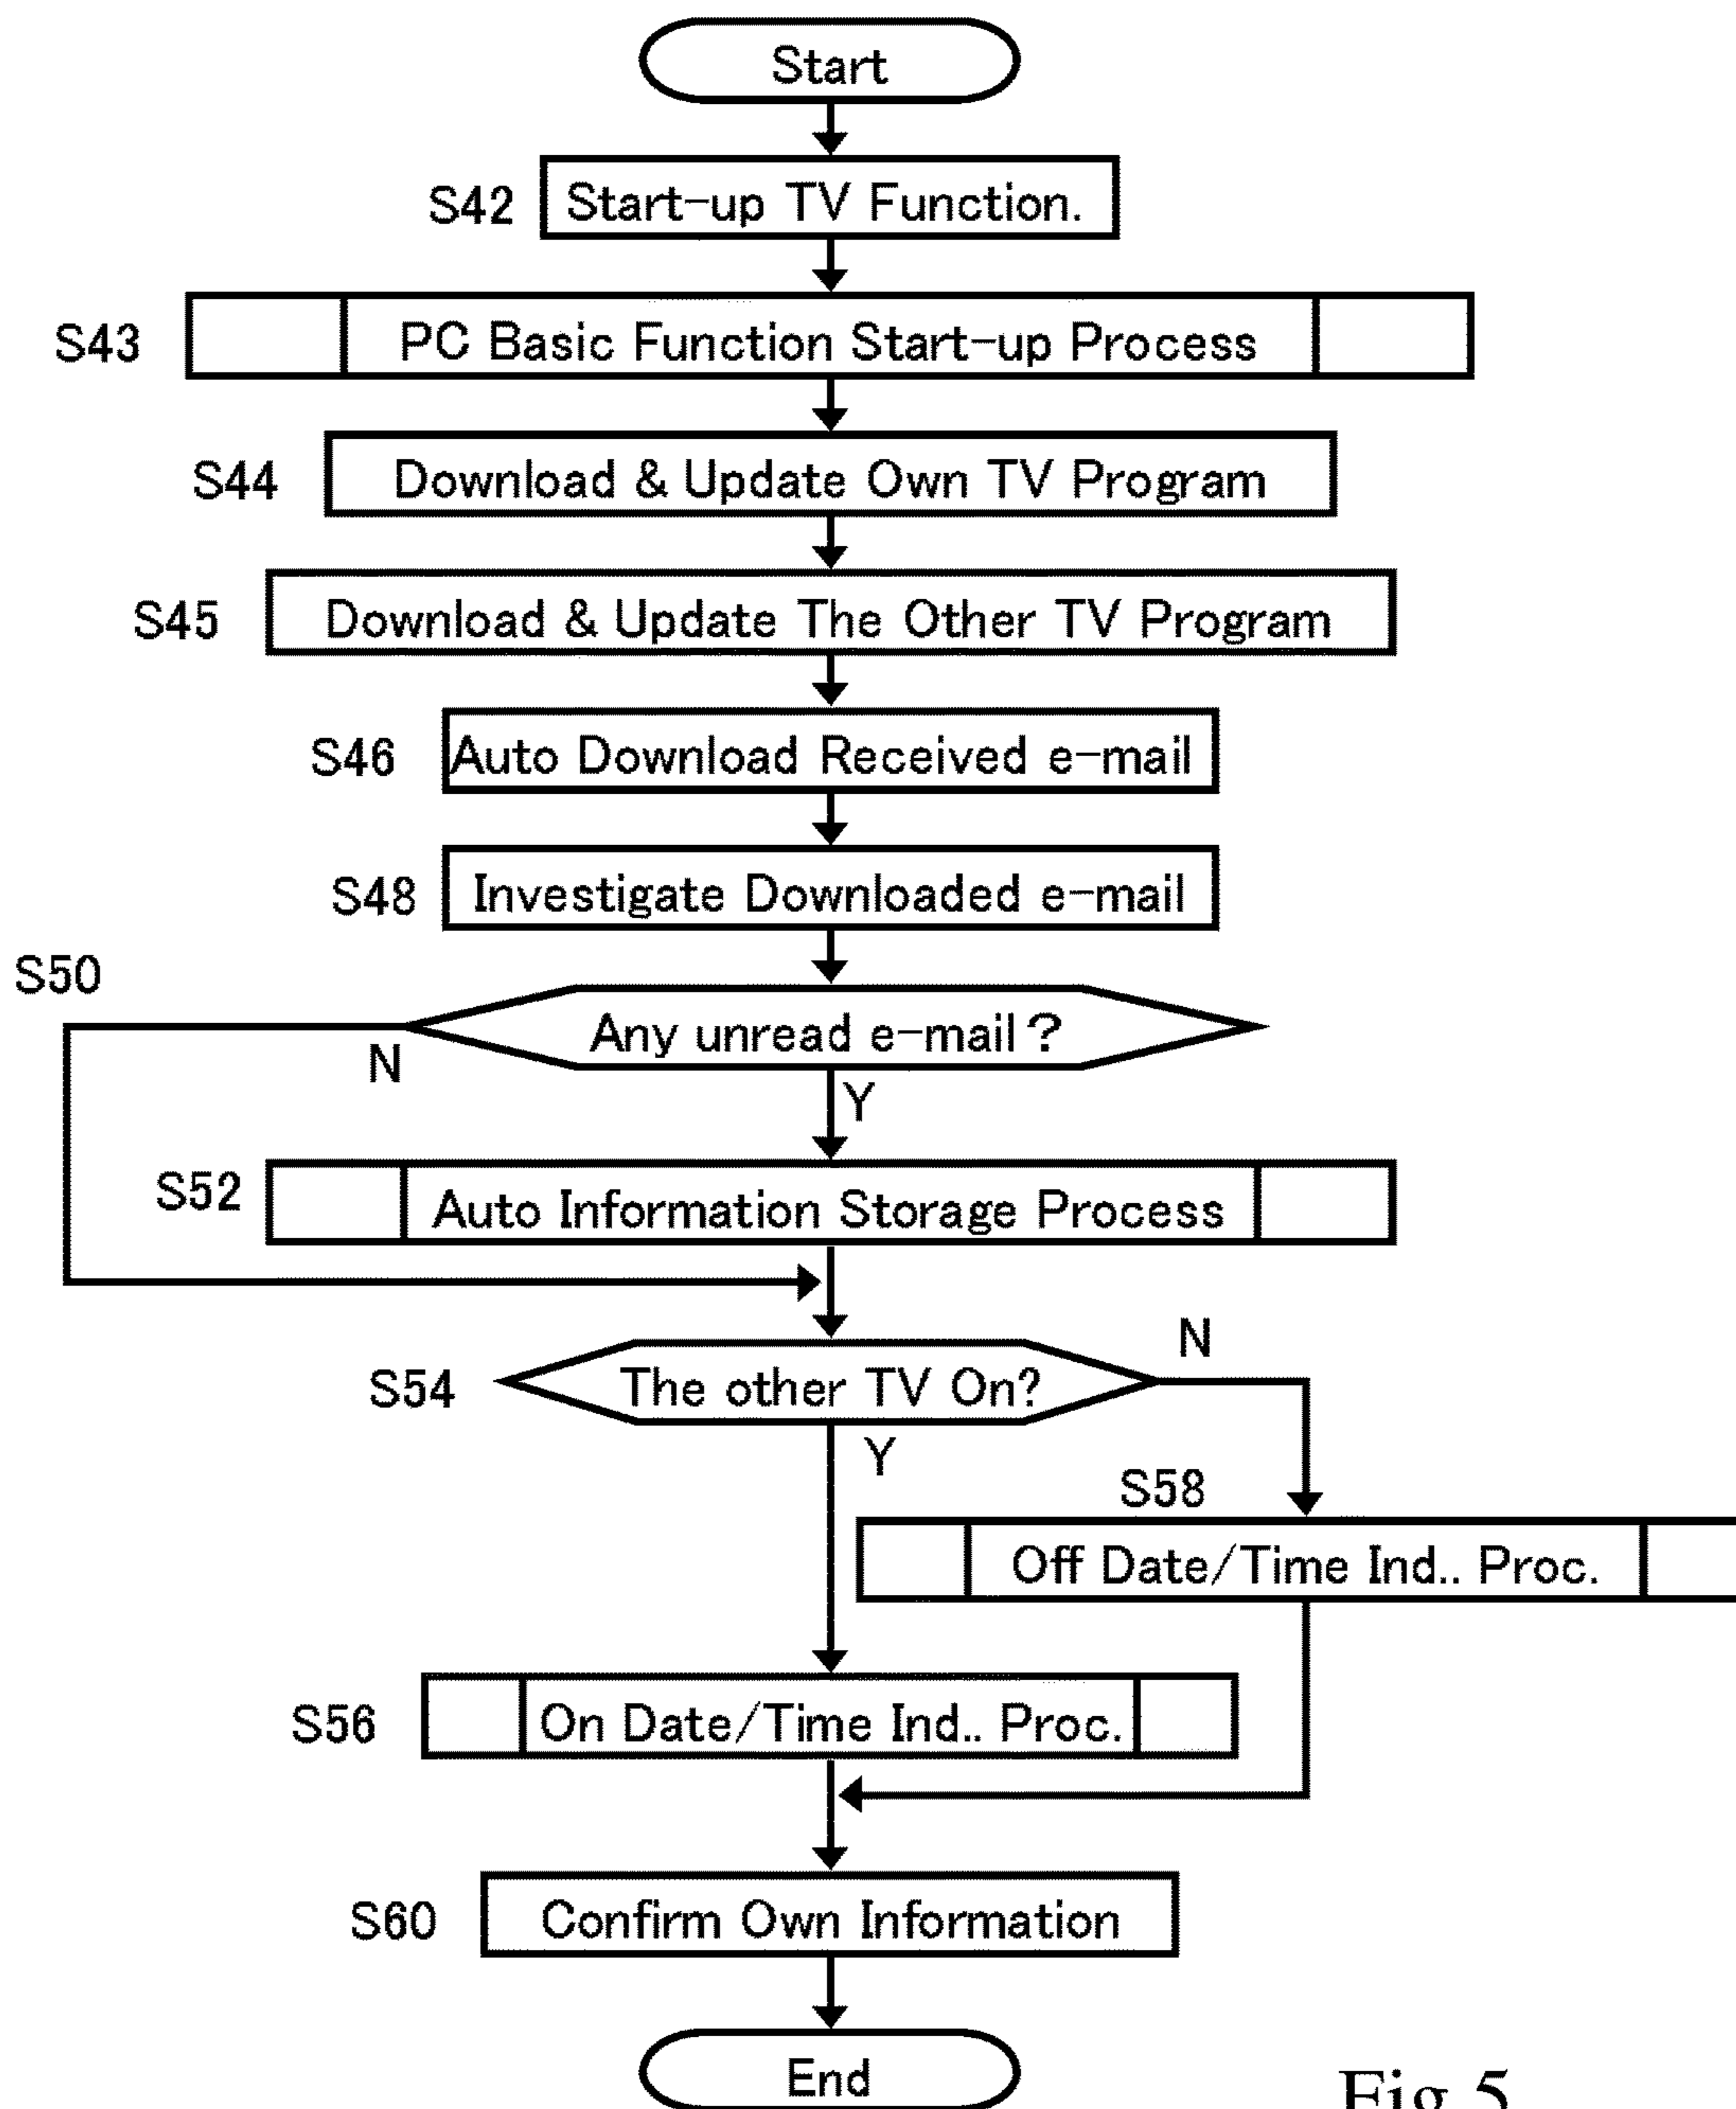 Start
S42 Start-up TV Function.
S43 PC Basic Function Start-up Process
S44 Download & Update Own TV Program
S45 Download & Update The Other TV Program
S46 Auto Download Received e-mail
S48 Investigate Downloaded e-mail
S50
Any unread e-mail ?
N
Y
S52 Auto Information Storage Process
N
S54 The other TV On?
Y
S58
Off Date/Time Ind.. Proc.
S56 On Date/Time Ind.. Proc.
S60 Confirm Own Information
End
Fig.5